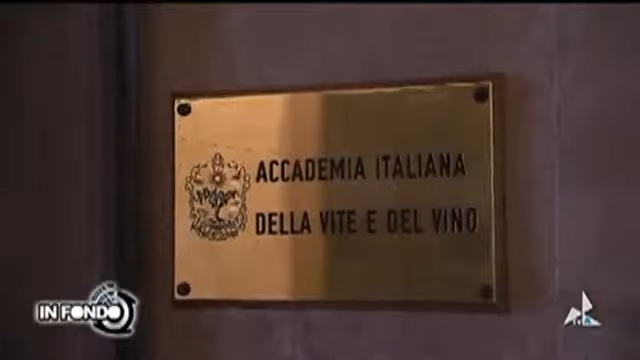 ACCADEMIA ITALIANA
DELLA VITE E DEL VINO
IN FONDO